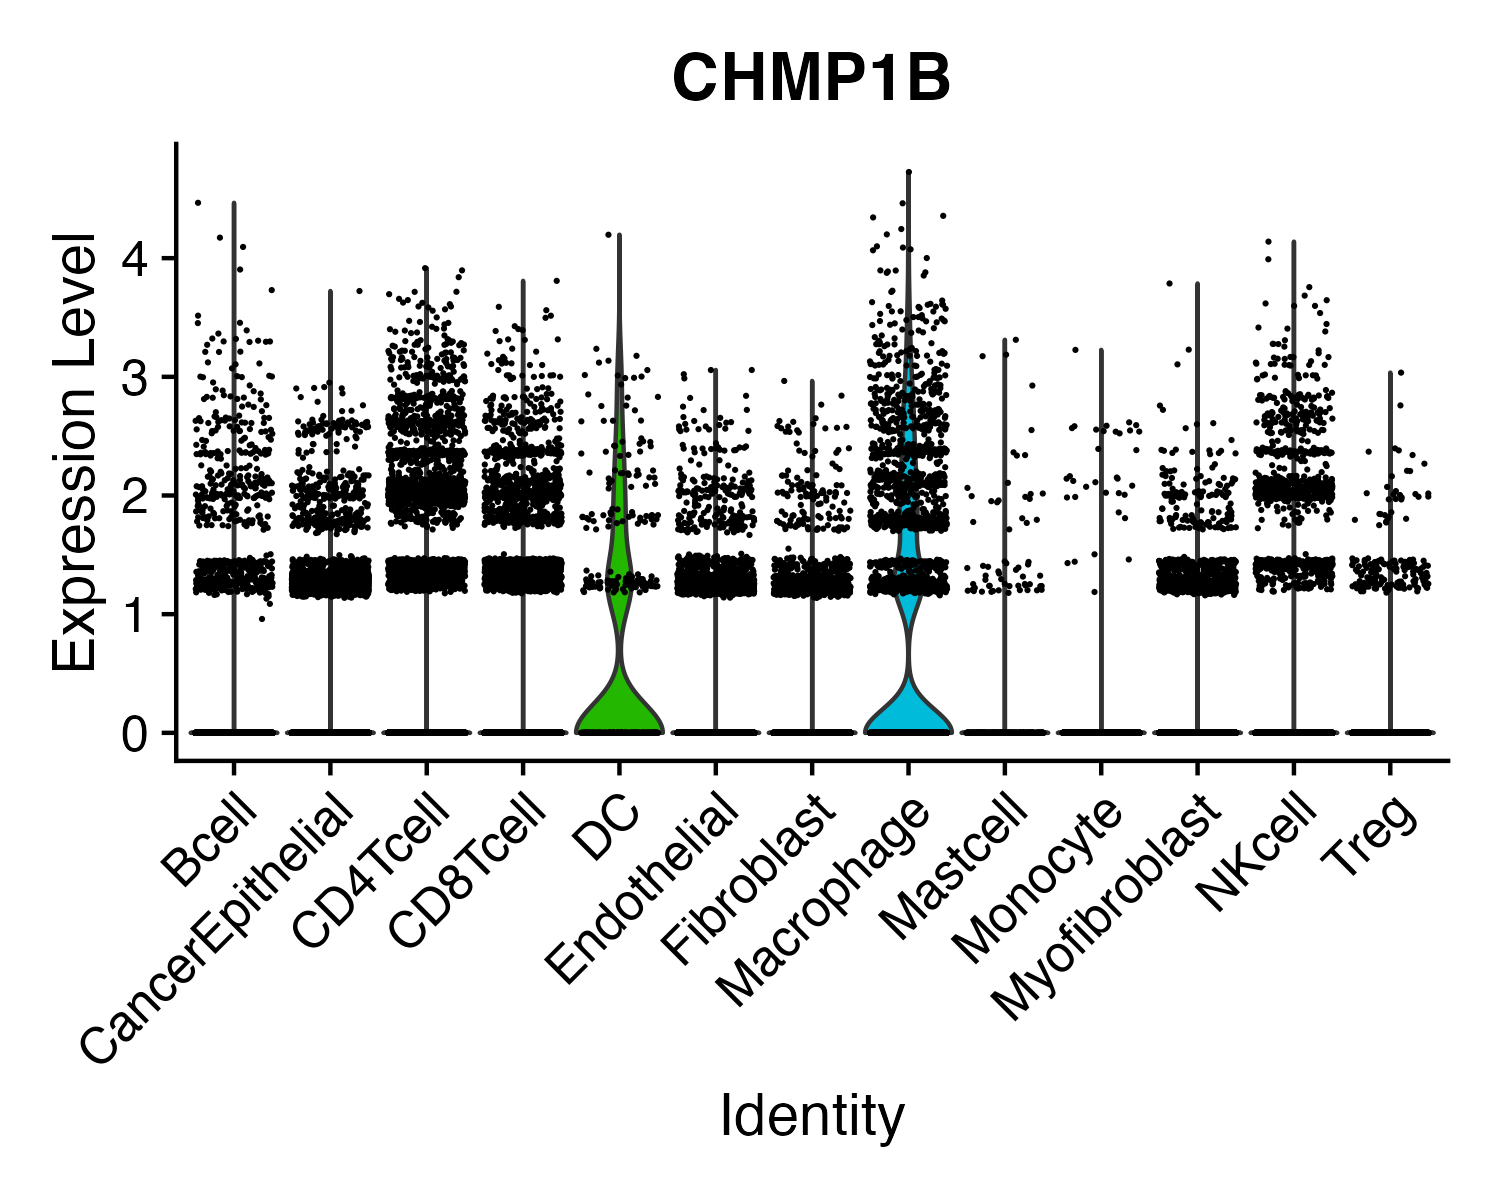 CHMP1B
Expression Level
4
3
2
1
0
Bcell
CancerEpithelial
CD4Tcell
CD8Tcell
DC
Endothelial
Fibroblast
Macrophage
Mastcell
Monocyte
Myofibroblast
NKcell
Treg
Identity